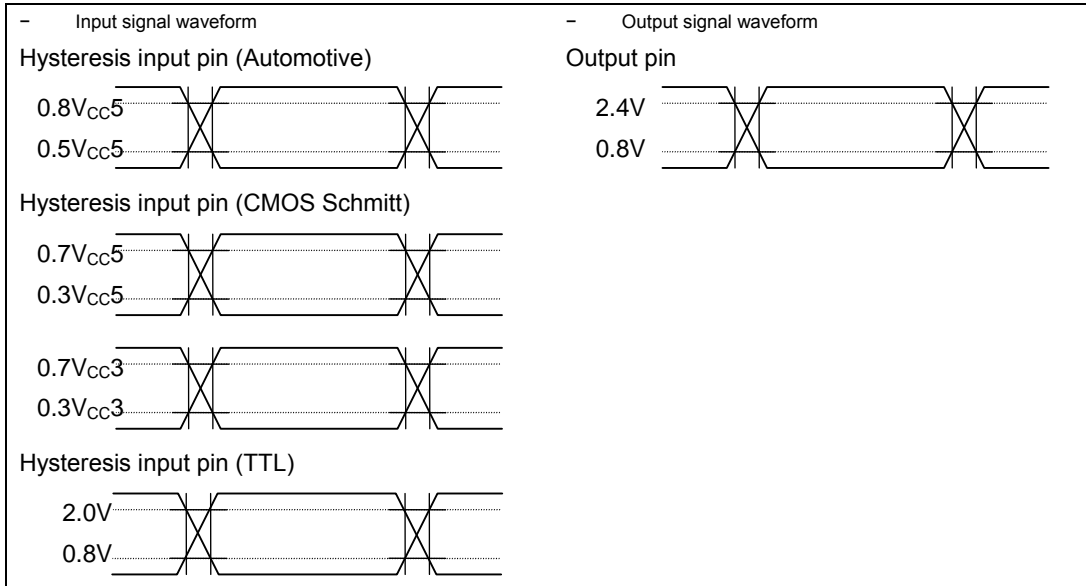 − Input signal waveform
Hysteresis input pin (Automotive)
0.8VCC5
0.5VCC5
Hysteresis input pin (CMOS Schmitt)
0.7VCC5
0.3VCC5
0.7VCC3
0.3VCC3
Hysteresis input pin (TTL)
2.0V
0.8V
− Output signal waveform
Output pin
2.4V
0.8V